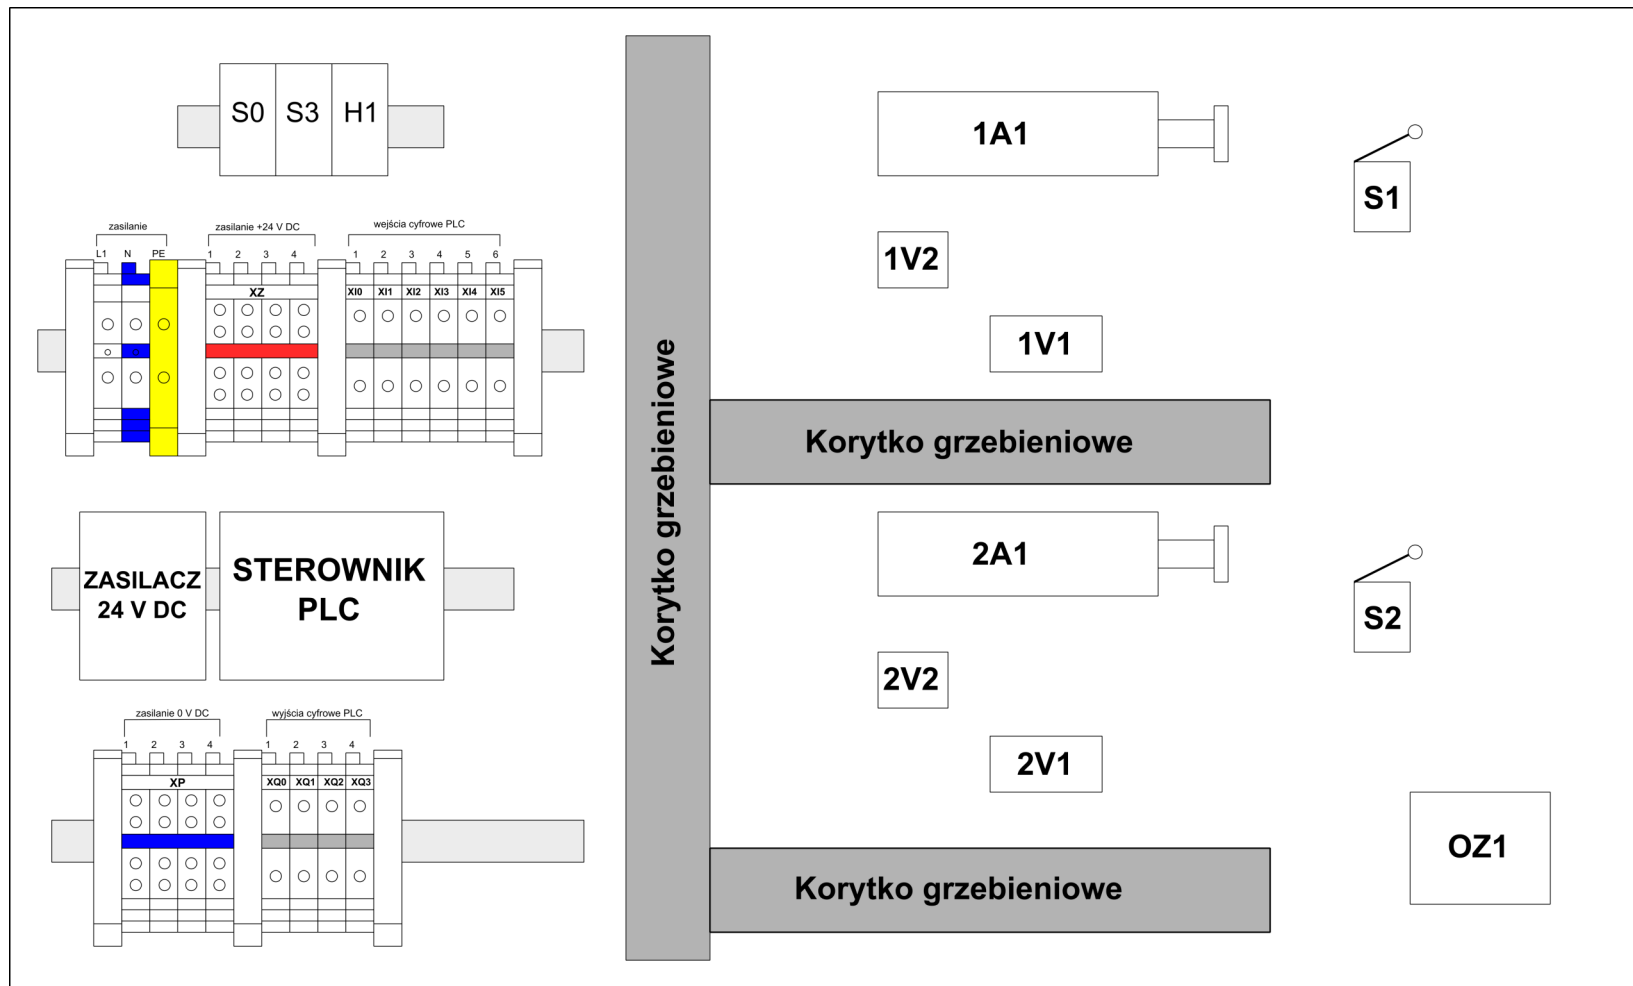 S0 S3 H1
zasilanie
zasilanie +24 V DC
wejścia cyfrowe PLC
L1 N PE
1 2 3 4
1 2 3 4 5 6
XZ
XI0 XI1 XI2 XI3 XI4 XI5
ZASILACZ
24 V DC
STEROWNIK
PLC
zasilanie 0 V DC
wyjścia cyfrowe PLC
1 2 3 4
1 2 3 4
XP
XQ0 XQ1 XQ2 XQ3
Korytko grzebieniowe
1A1
S1
1V2
1V1
Korytko grzebieniowe
2A1
S2
2V2
2V1
OZ1
Korytko grzebieniowe